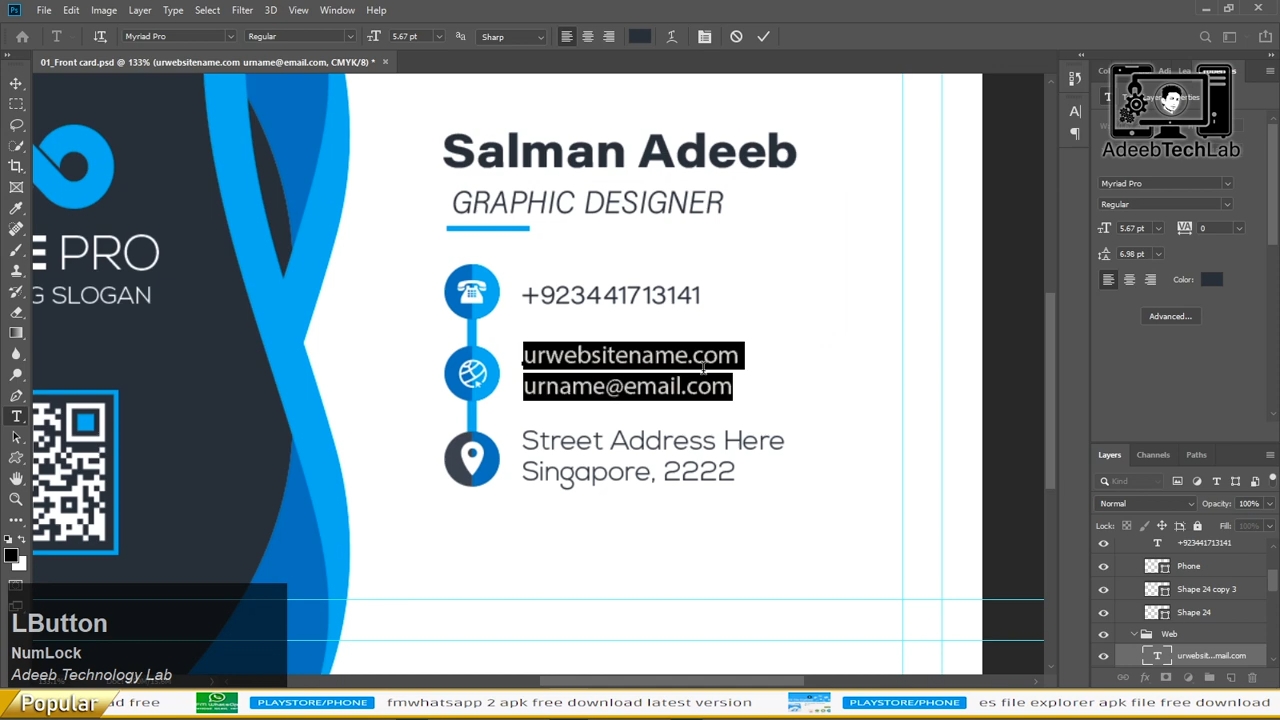 File Edit Image Layer Type Select Filter 3D View Window Help
Myriad Pro Regular 5.67 pt Sharp
01_Front card.psd @ 133% (urwebsitename.com urname@email.com, CMYK/8) *
AdeebTechLab
Myriad Pro
Regular
5.67 pt 0
6.98 pt
Color:
Advanced...
Salman Adeeb
GRAPHIC DESIGNER
E PRO
G SLOGAN
+923441713141
urwebsitename.com
urname@email.com
Street Address Here
Singapore, 2222
Layers Channels Paths
Kind
Normal Opacity: 100%
Lock: Fill: 100%
+923441713141
Phone
Shape 24 copy 3
Shape 24
Web
urwebsit...mail.com
LButton
NumLock
Adeeb Technology Lab
Popular
ad free PLAYSTORE/PHONE fmwhatsapp 2 apk free download latest version PLAYSTORE/PHONE es file explorer apk file free download